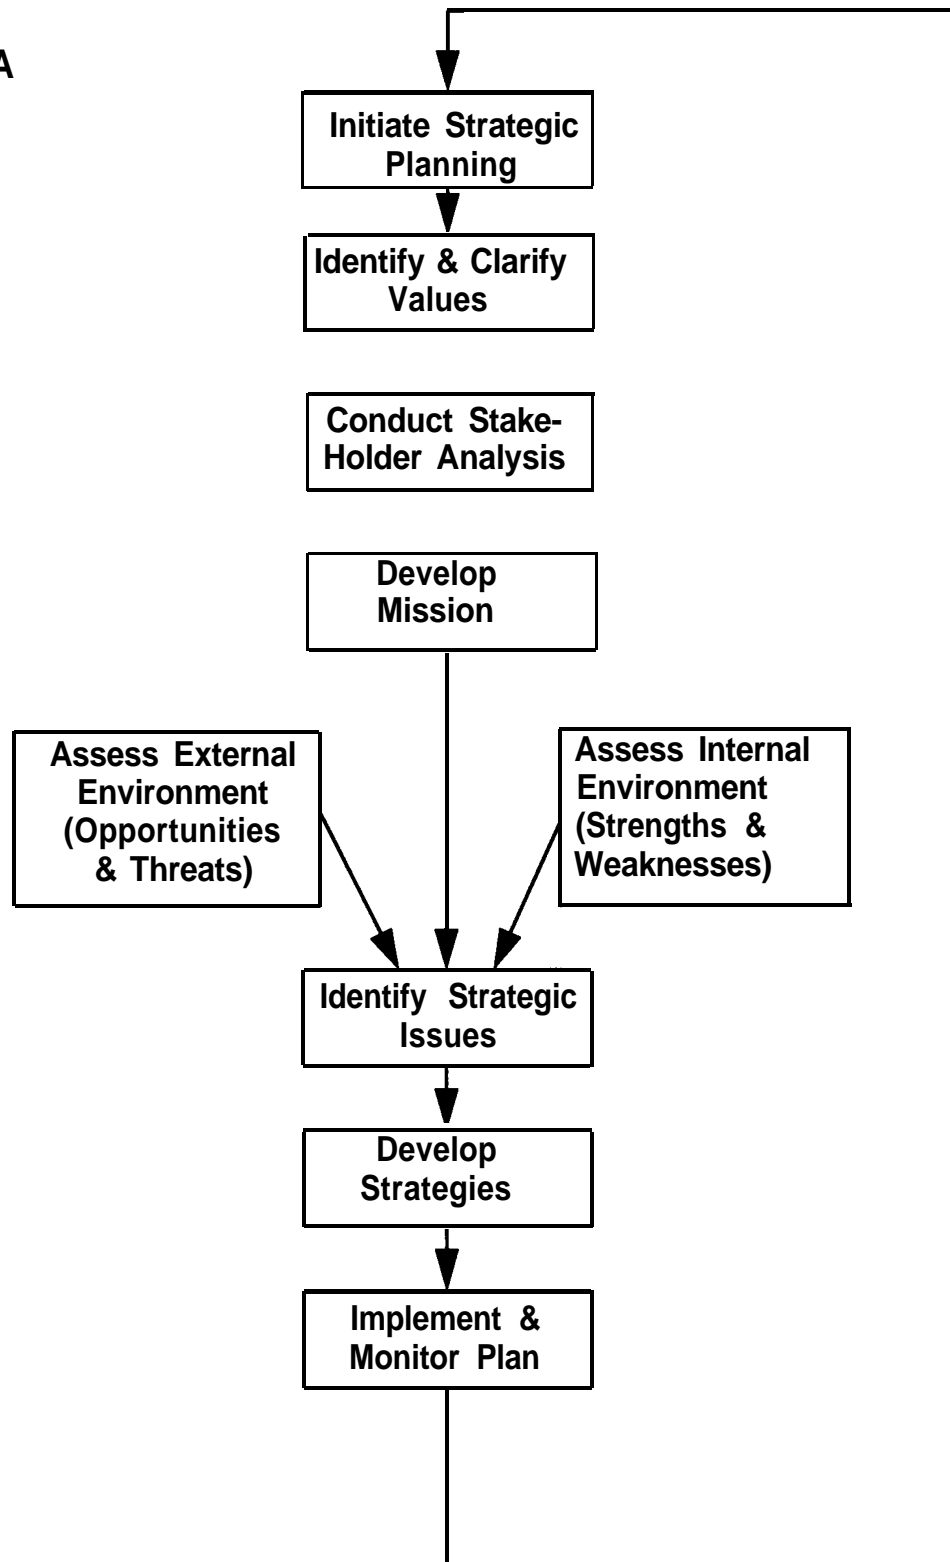 A
Initiate Strategic
Planning
Identify & Clarify
Values
Conduct Stake-
Holder Analysis
Develop
Mission
Assess External
Environment
(Opportunities
& Threats)
Assess Internal
Environment
(Strengths &
Weaknesses)
Identify Strategic
Issues
Develop
Strategies
Implement &
Monitor Plan